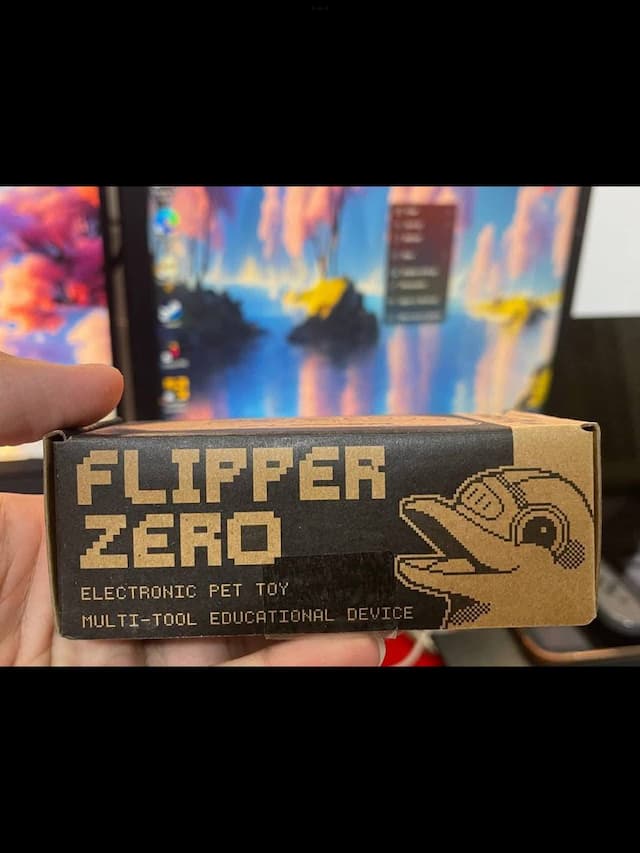 FLIPPER
ZERO
ELECTRONIC PET TOY
MULTI-TOOL EDUCATIONAL DEVICE